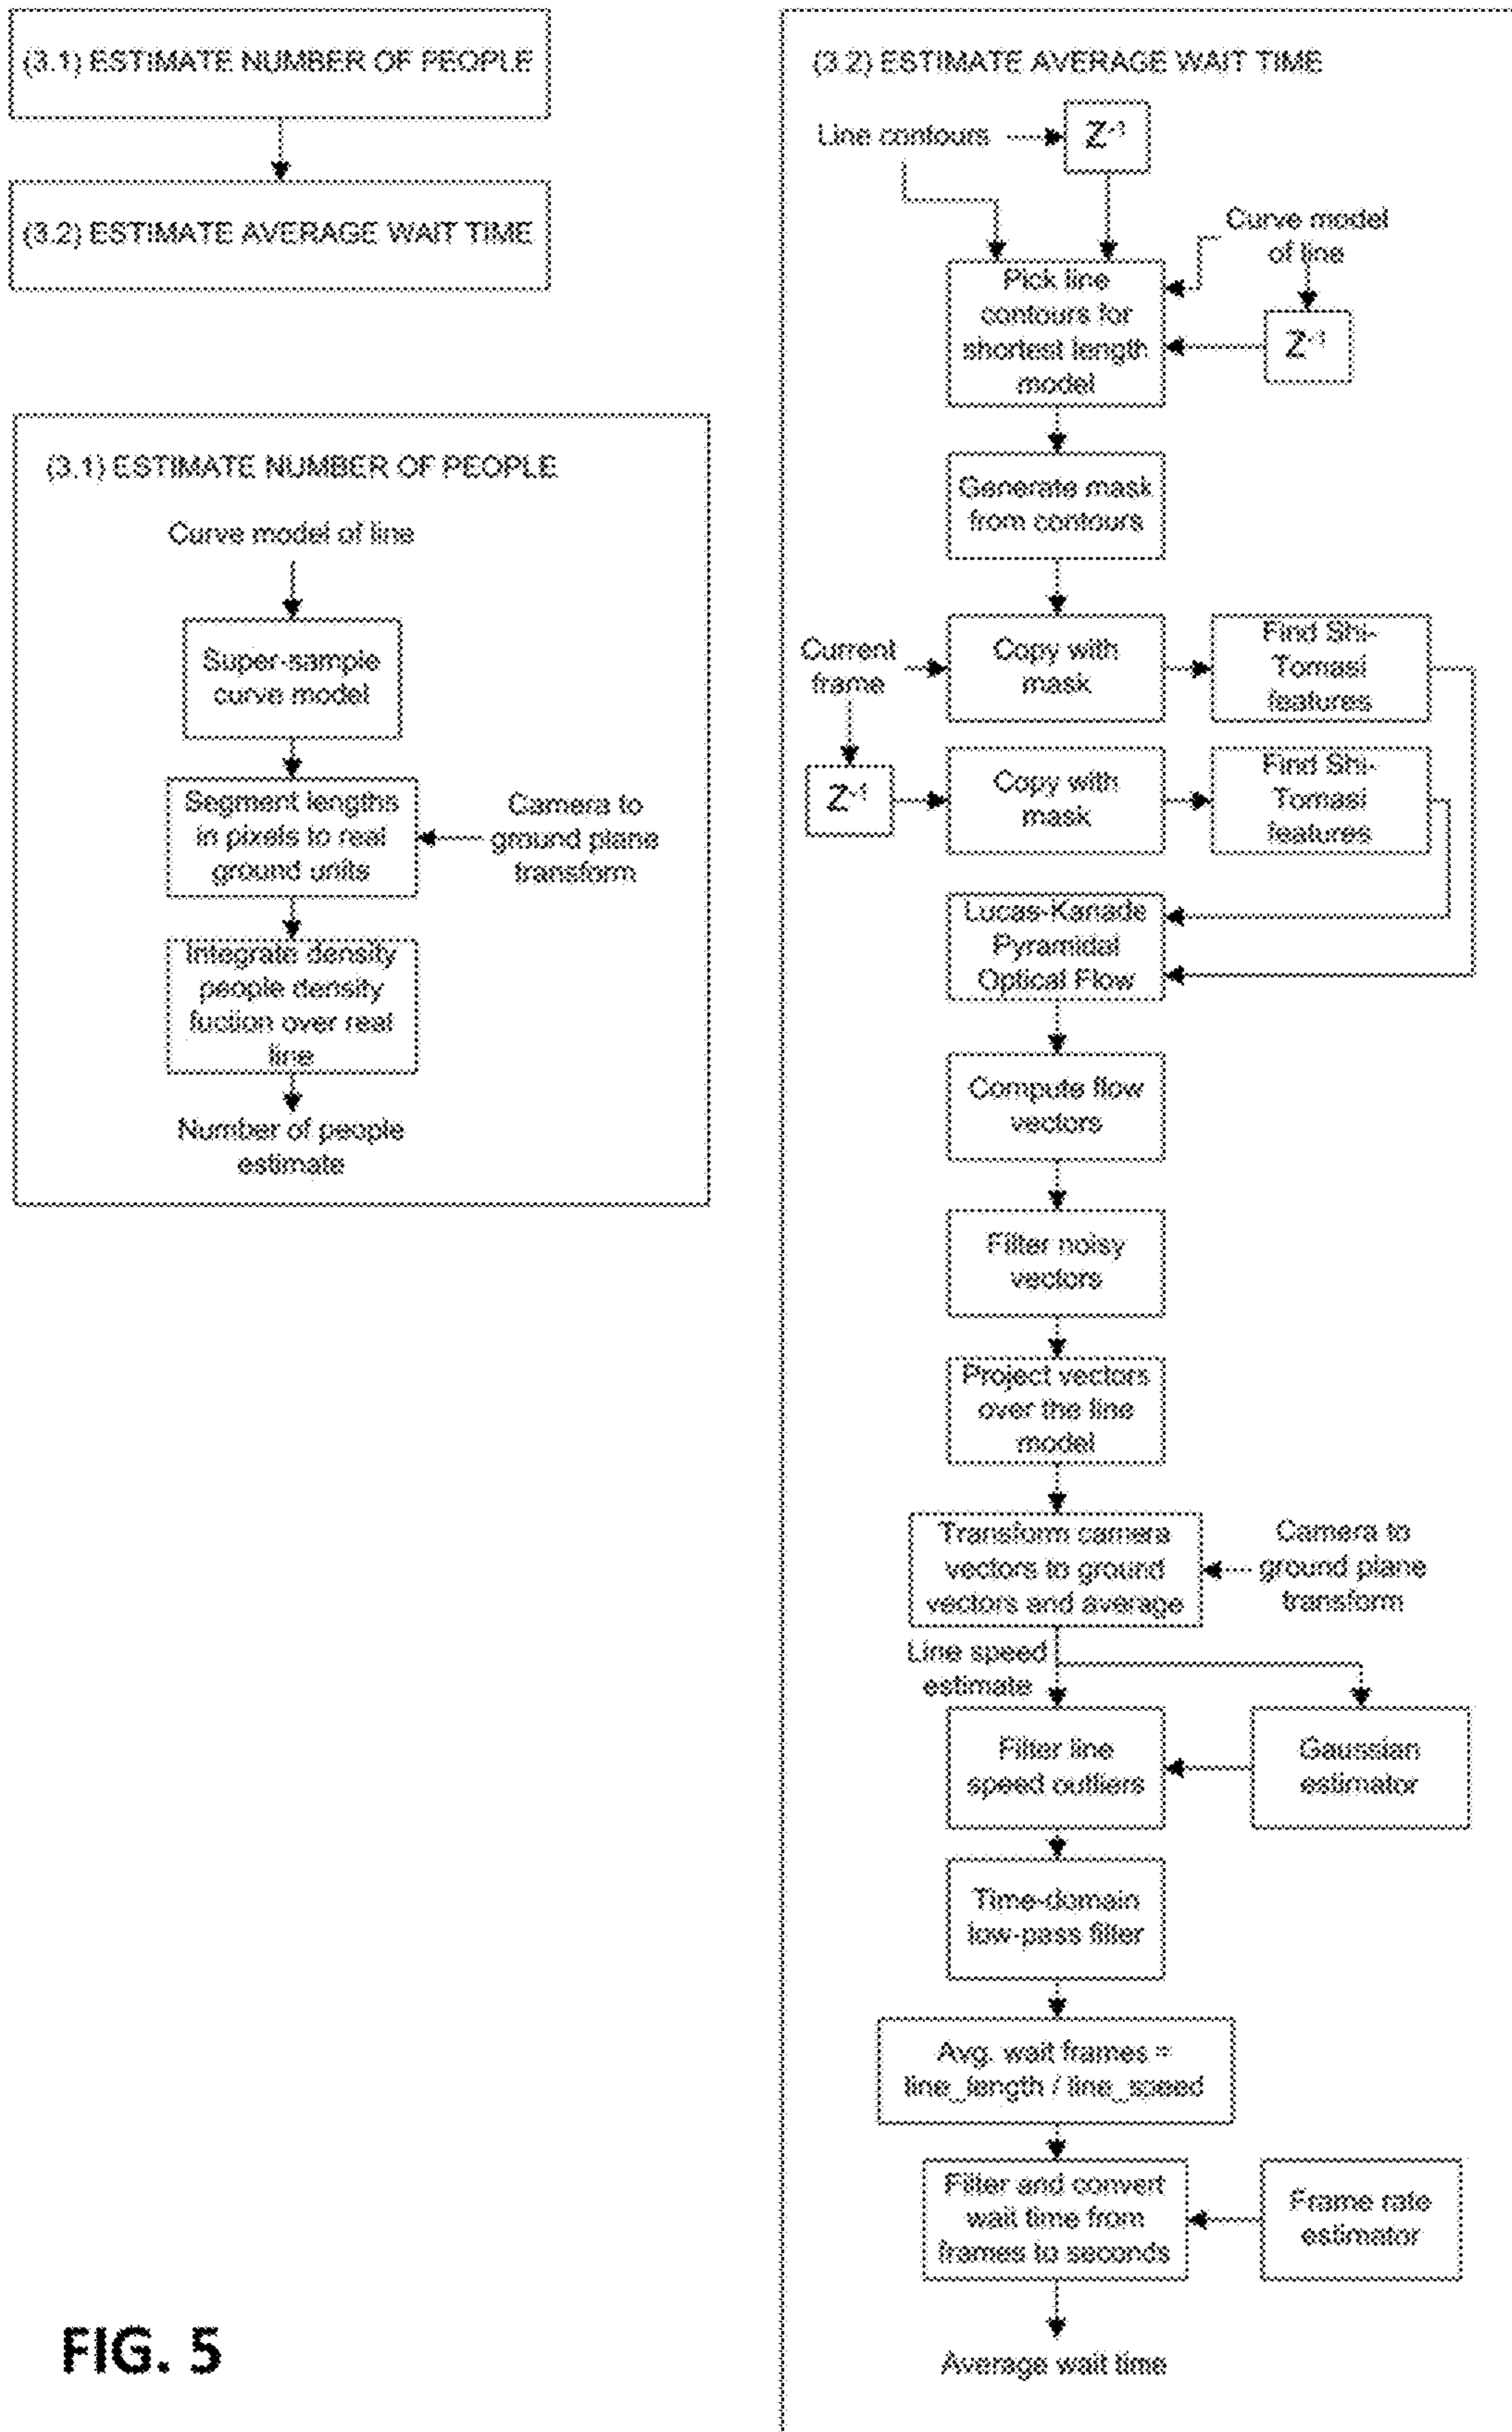 (3.1) ESTIMATE NUMBER OF PEOPLE
(3.2) ESTIMATE AVERAGE WAIT TIME
(3.1) ESTIMATE NUMBER OF PEOPLE
Curve model of line
Super-sample
curve model
Segment lengths
in pixels to real
ground units
Camera to
ground plane
transform
Integrate density
people density
fuction over real
line
Number of people
estimate
(3.2) ESTIMATE AVERAGE WAIT TIME
Line contours
Z-1
Curve model
of line
Pick line
contours for
shortest length
model
Z-1
Generate mask
from contours
Current
frame
Copy with
mask
Find Shi-
Tomasi
features
Z-1
Copy with
mask
Find Shi-
Tomasi
features
Lucas-Kanade
Pyramidal
Optical Flow
Compute flow
vectors
Filter noisy
vectors
Project vectors
over the line
model
Transform camera
vectors to ground
vectors and average
Camera to
ground plane
transform
Line speed
estimate
Filter line
speed outliers
Gaussian
estimator
Time-domain
low-pass filter
Avg. wait frames =
line_length / line_speed
Filter and convert
wait time from
frames to seconds
Frame rate
estimator
Average wait time
FIG. 5